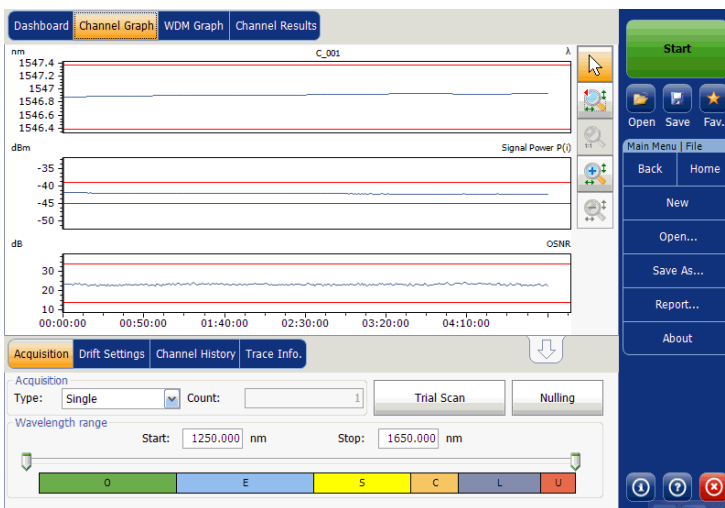 Dashboard Channel Graph WDM Graph Channel Results
nm C_001 λ
1547.4
1547.2
1547
1546.8
1546.6
1546.4
dBm Signal Power P(i)
-35
-40
-45
-50
dB OSNR
30
20
10
00:00:00 00:50:00 01:40:00 02:30:00 03:20:00 04:10:00
1:1
Acquisition Drift Settings Channel History Trace Info.
Acquisition
Type: Single Count: 1 Trial Scan Nulling
Wavelength range
Start: 1250.000 nm Stop: 1650.000 nm
O E S C L U
Start
Open Save Fav.
Main Menu | File
Back Home
New
Open...
Save As...
Report...
About